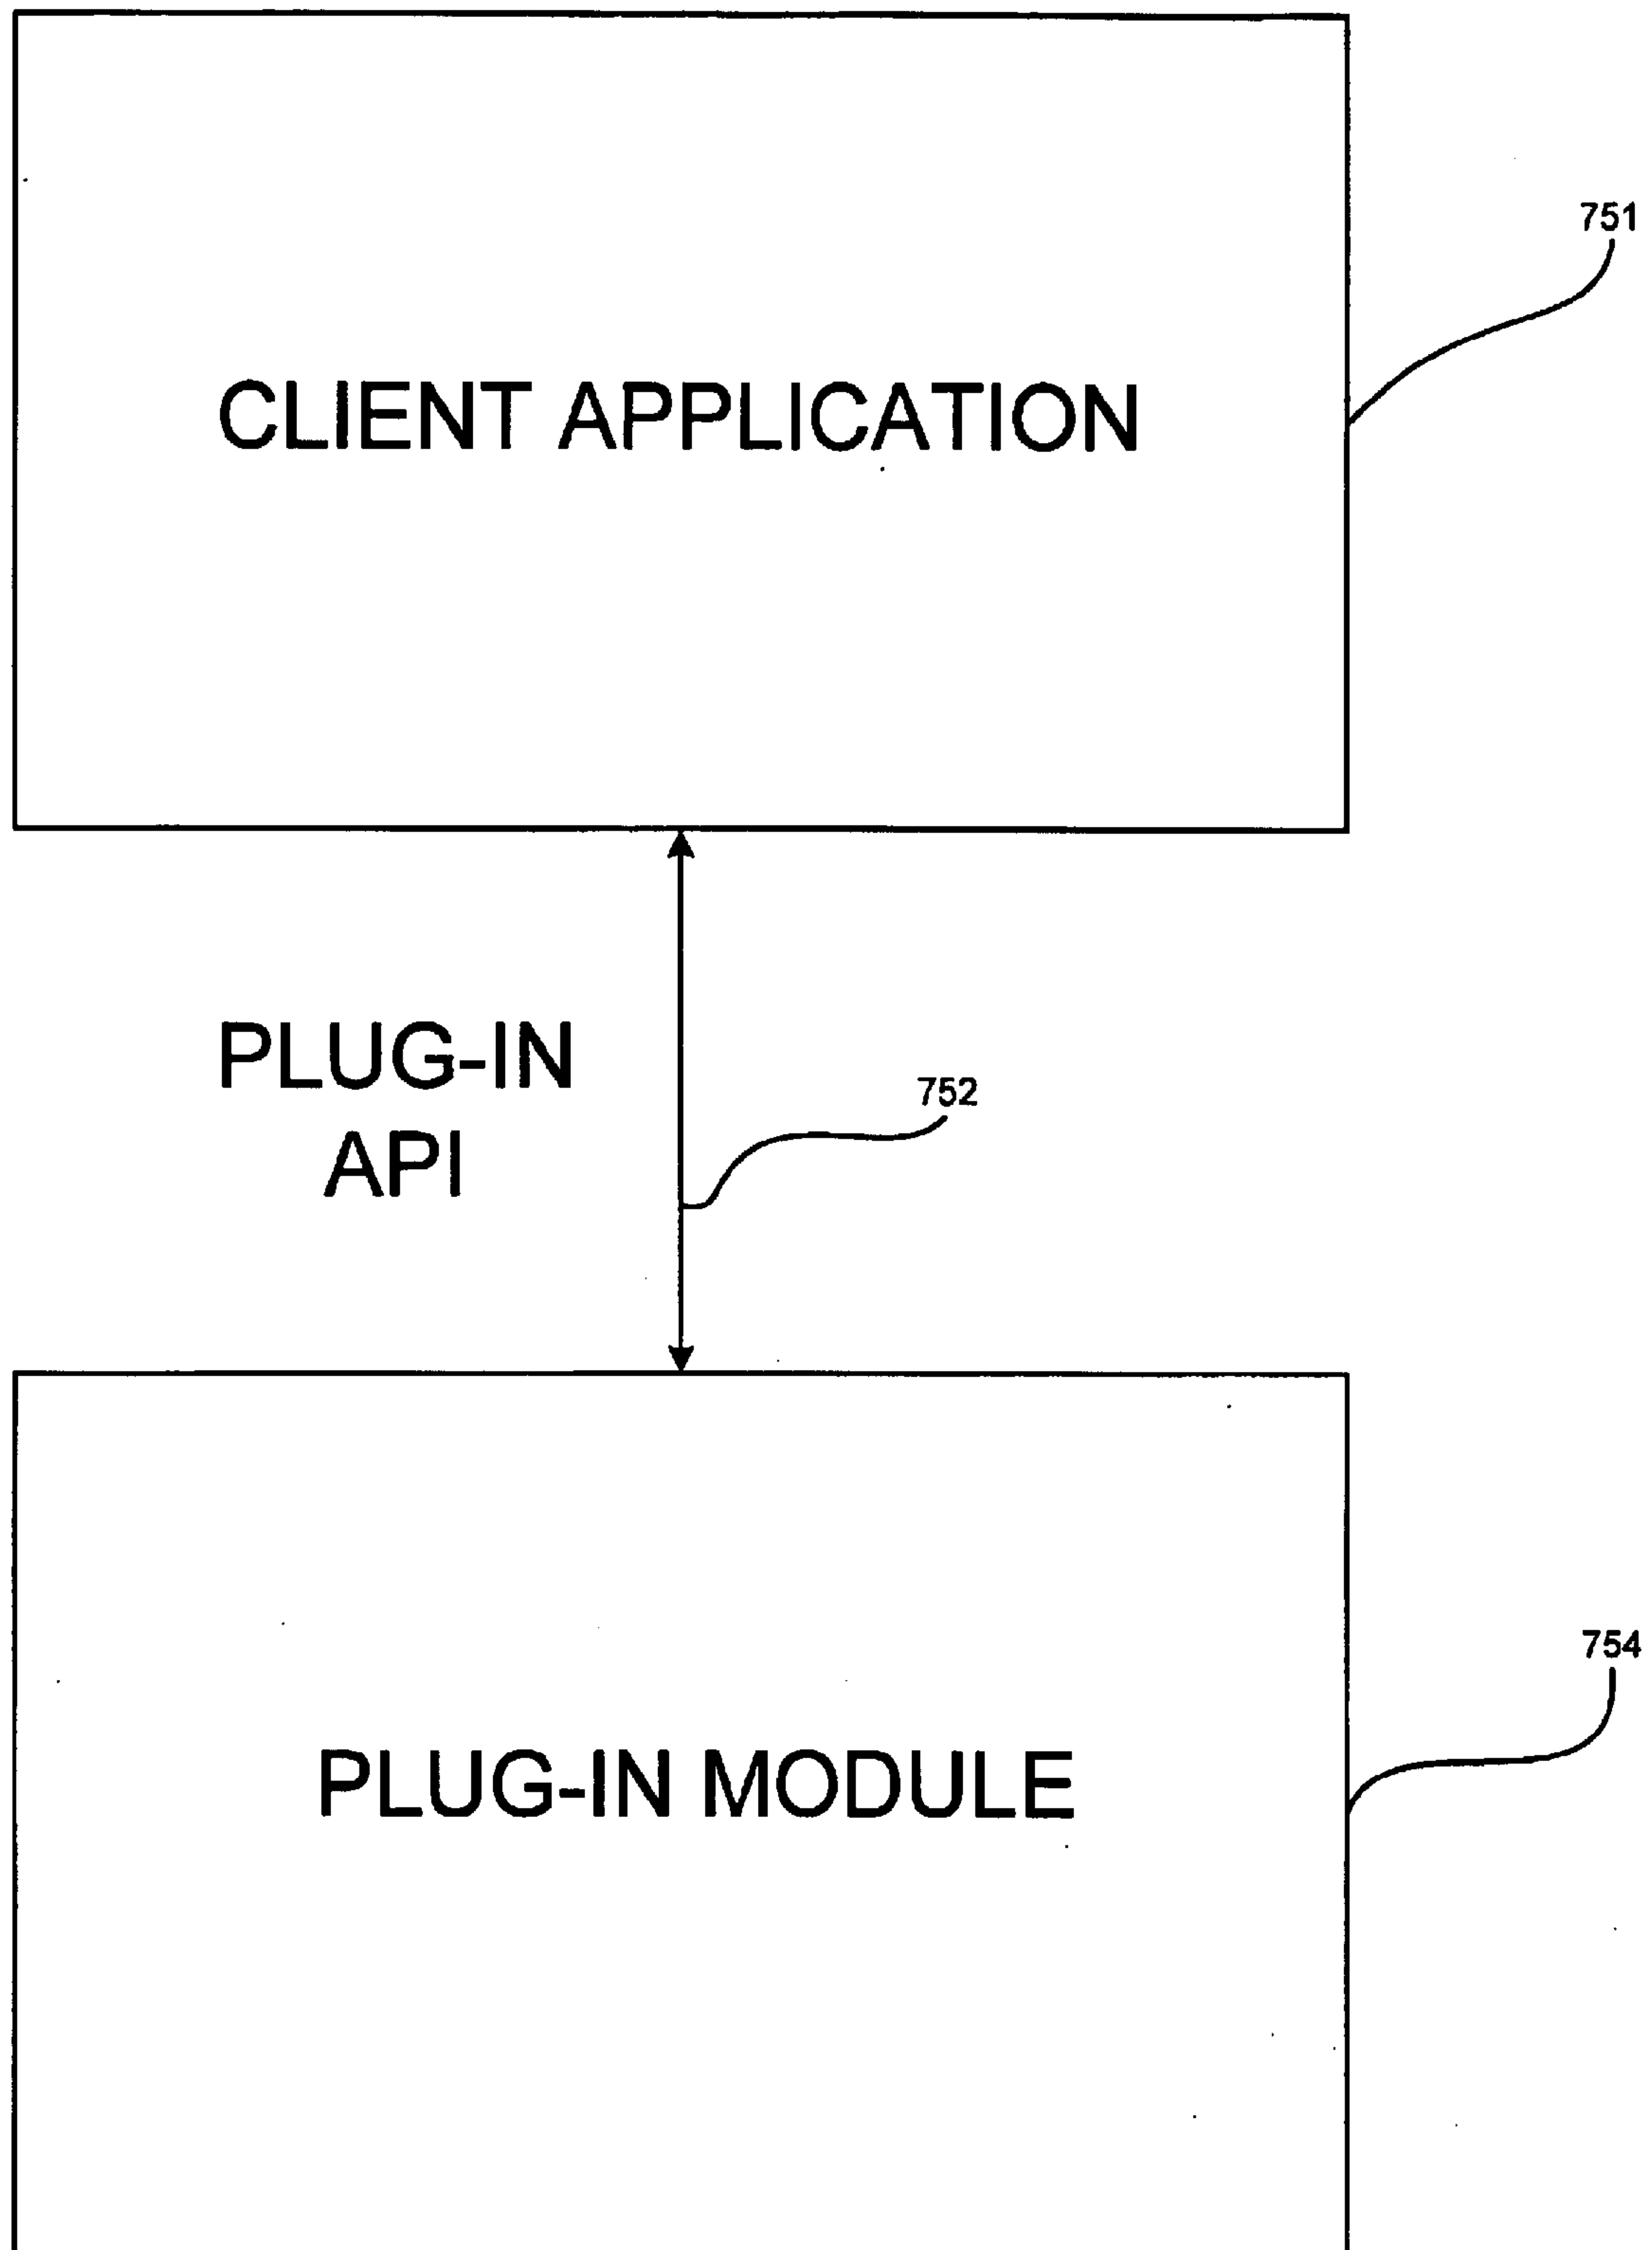 751
CLIENT APPLICATION
PLUG-IN
API
752
754
PLUG-IN MODULE